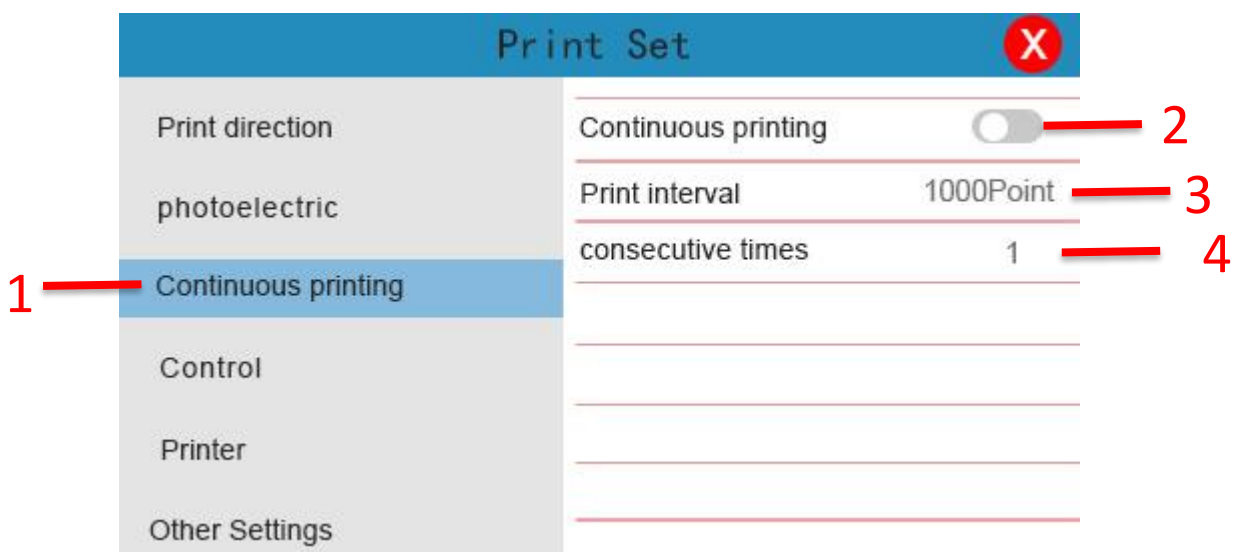 Print Set
X
Print direction
photoelectric
Continuous printing
Control
Printer
Other Settings
Continuous printing
Print interval 1000Point
consecutive times 1
1
2
3
4